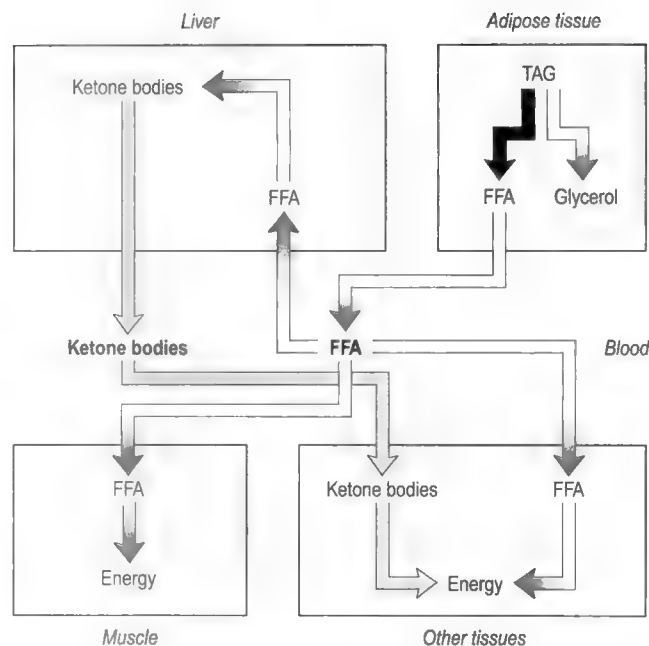 Liver
Adipose tissue
Ketone bodies
TAG
FFA
FFA
Glycerol
Ketone bodies
FFA
Blood
FFA
Ketone bodies
FFA
Energy
Energy
Muscle
Other tissues